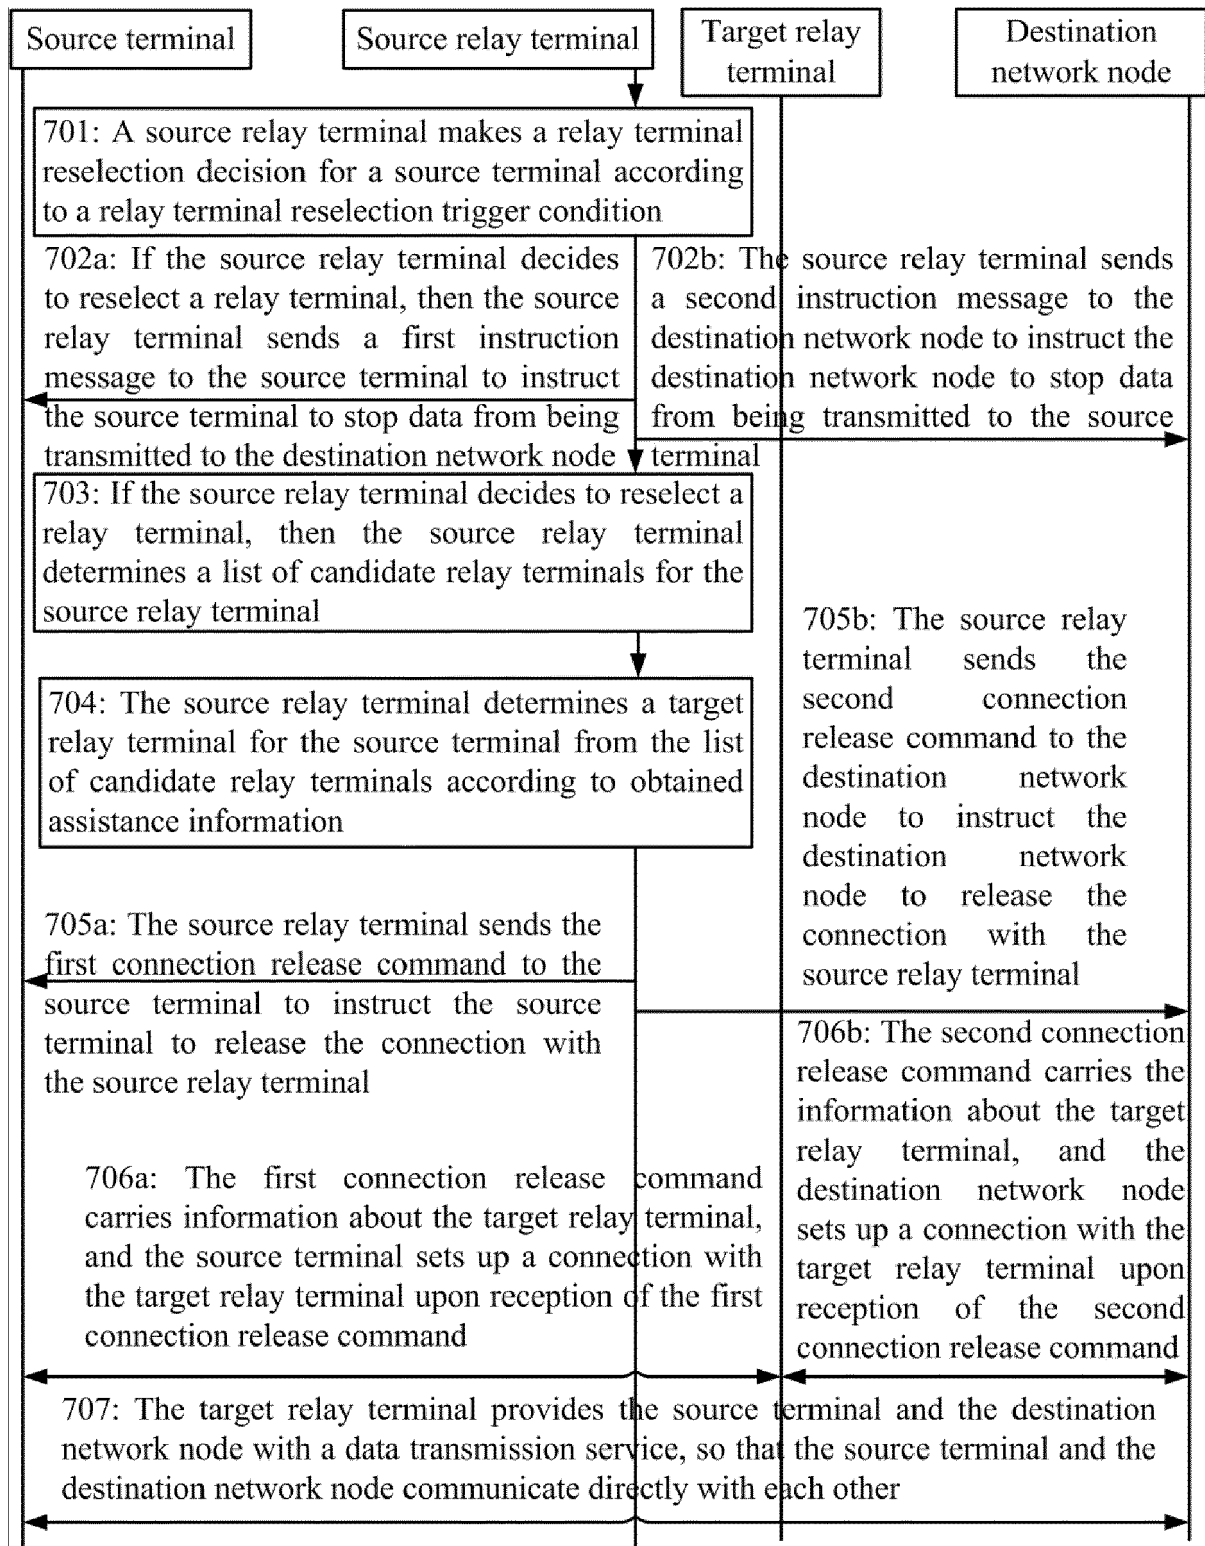 Source terminal
Source relay terminal
Target relay
terminal
Destination
network node
701: A source relay terminal makes a relay terminal
reselection decision for a source terminal according
to a relay terminal reselection trigger condition
702a: If the source relay terminal decides
to reselect a relay terminal, then the source
relay terminal sends a first instruction
message to the source terminal to instruct
the source terminal to stop data from being
transmitted to the destination network node
702b: The source relay terminal sends
a second instruction message to the
destination network node to instruct the
destination network node to stop data
from being transmitted to the source
terminal
703: If the source relay terminal decides to reselect a
relay terminal, then the source relay terminal
determines a list of candidate relay terminals for the
source relay terminal
704: The source relay terminal determines a target
relay terminal for the source terminal from the list
of candidate relay terminals according to obtained
assistance information
705b: The source relay
terminal sends the
second connection
release command to the
destination network
node to instruct the
destination network
node to release the
connection with the
source relay terminal
705a: The source relay terminal sends the
first connection release command to the
source terminal to instruct the source
terminal to release the connection with
the source relay terminal
706b: The second connection
release command carries the
information about the target
relay terminal, and the
destination network node
sets up a connection with the
target relay terminal upon
reception of the second
connection release command
706a: The first connection release command
carries information about the target relay terminal,
and the source terminal sets up a connection with
the target relay terminal upon reception of the first
connection release command
707: The target relay terminal provides the source terminal and the destination
network node with a data transmission service, so that the source terminal and the
destination network node communicate directly with each other